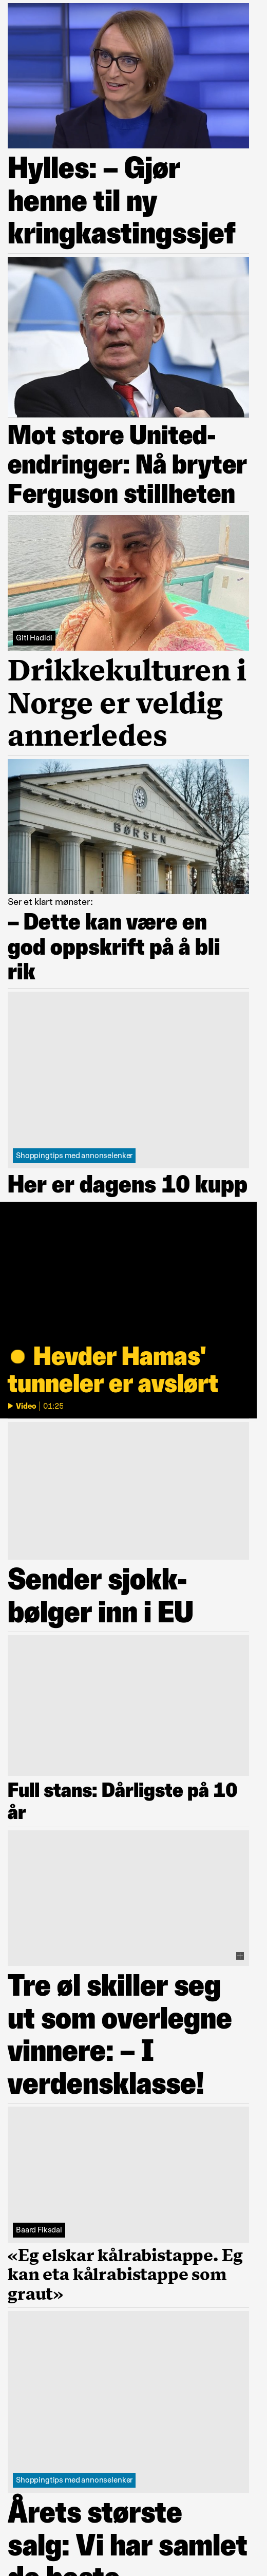 Hylles: – Gjør
henne til ny
kringkastingssjef
Mot store United-
endringer: Nå bryter
Ferguson stillheten
Giti Hadidi
Drikkekulturen i
Norge er veldig
annerledes
BØRSEN
Ser et klart mønster:
– Dette kan være en
god oppskrift på å bli
rik
Shoppingtips med annonselenker
Her er dagens 10 kupp
Hevder Hamas'
tunneler er avslørt
Video | 01:25
Sender sjokk-
bølger inn i EU
Full stans: Dårligste på 10
år
Tre øl skiller seg
ut som overlegne
vinnere: – I
verdensklasse!
Baard Fiksdal
«Eg elskar kålrabistappe. Eg
kan eta kålrabistappe som
graut»
Shoppingtips med annonselenker
Årets største
salg: Vi har samlet
de beste